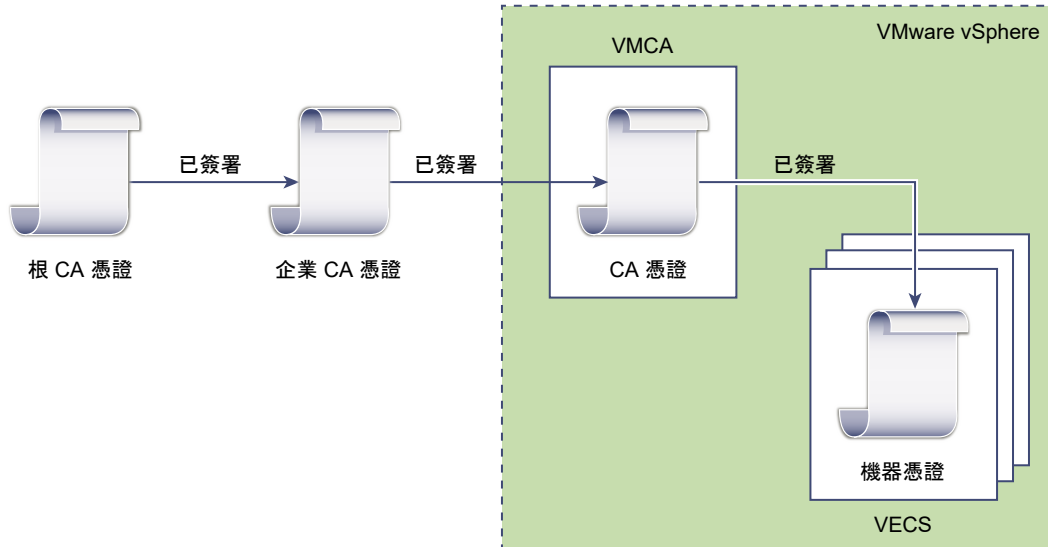 VMware vSphere
VMCA
已簽署
已簽署
已簽署
根 CA 憑證
企業 CA 憑證
CA 憑證
機器憑證
VECS